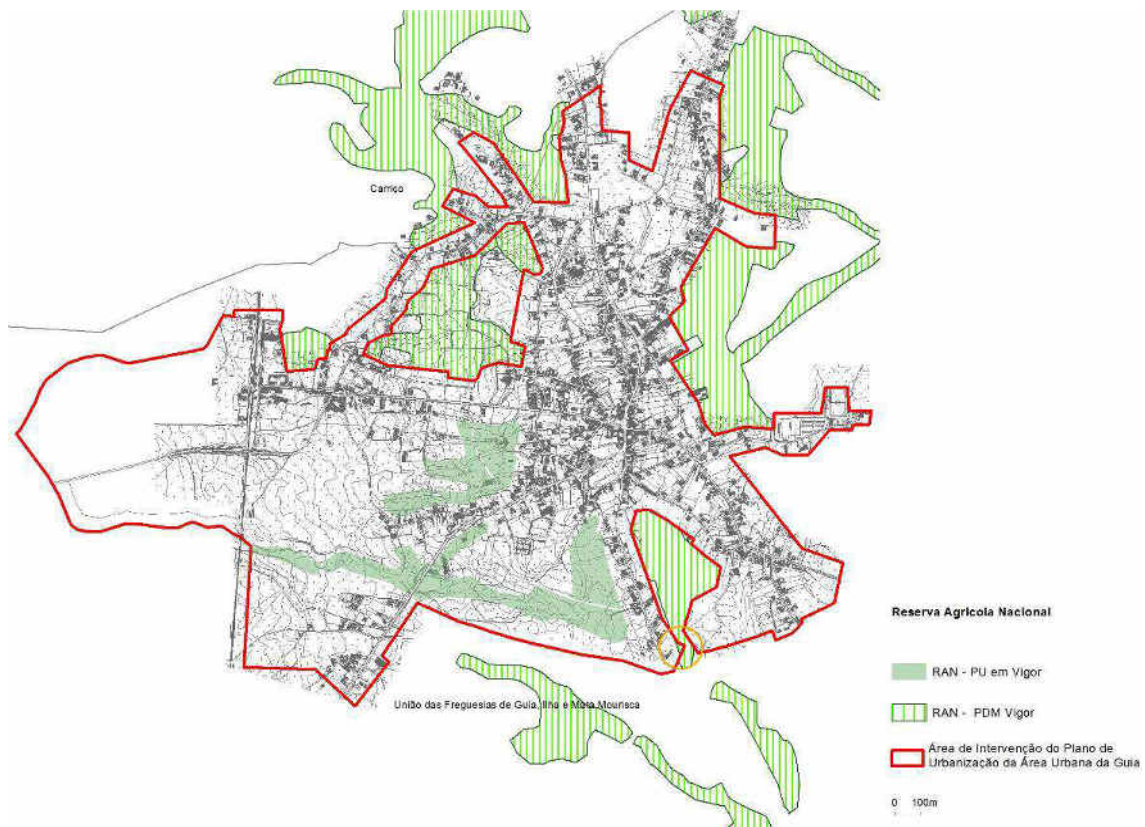 Carriço
União das Freguesias de Guia, Ilha e Mata Mourisca
Reserva Agrícola Nacional
RAN - PU em Vigor
RAN - PDM Vigor
Área de Intervenção do Plano de
Urbanização da Área Urbana da Guia
0 100m